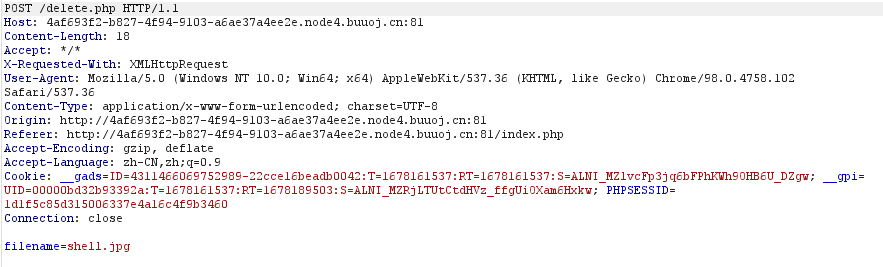 POST /delete.php HTTP/1.1
Host: 4af693f2-b827-4f94-9103-a6ae37a4ee2e.node4.buuoj.cn:81
Content-Length: 18
Accept: */*
X-Requested-With: XMLHttpRequest
User-Agent: Mozilla/5.0 (Windows NT 10.0; Win64; x64) AppleWebKit/537.36 (KHTML, like Gecko) Chrome/98.0.4758.102
Safari/537.36
Content-Type: application/x-www-form-urlencoded; charset=UTF-8
Origin: http://4af693f2-b827-4f94-9103-a6ae37a4ee2e.node4.buuoj.cn:81
Referer: http://4af693f2-b827-4f94-9103-a6ae37a4ee2e.node4.buuoj.cn:81/index.php
Accept-Encoding: gzip, deflate
Accept-Language: zh-CN,zh;q=0.9
Cookie: __gads=ID=4311466069752989-22cce16beadb0042:T=1678161537:RT=1678161537:S=ALNI_MZ1vcFp3jq6bFPhKWh90HB6U_DZgw; __gpi=
UID=00000bd32b93392a:T=1678161537:RT=1678189503:S=ALNI_MZRjLTUtCtdHVz_ffgUi0Xam6Hxkw; PHPSESSID=
1d1f5c85d315006337e4a16c4f9b3460
Connection: close
filename=shell.jpg